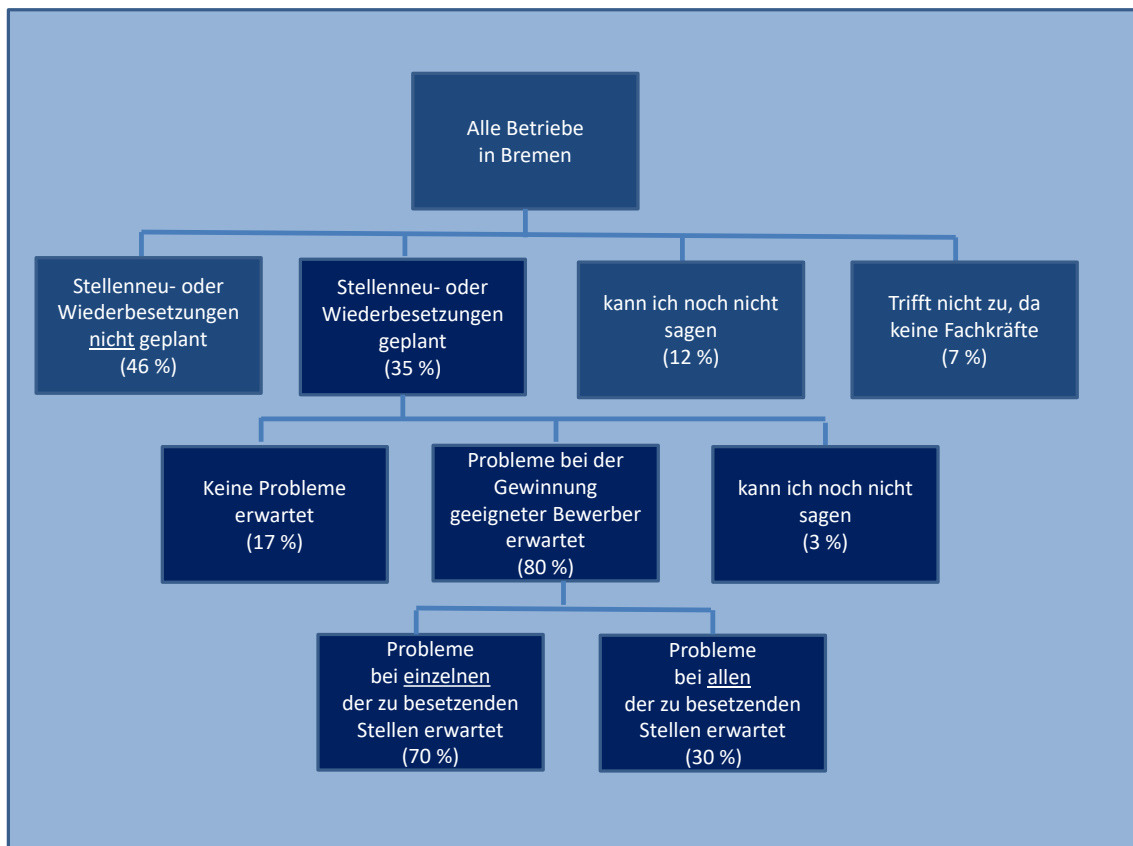 Alle Betriebe
in Bremen
Stellenneu- oder
Wiederbesetzungen
nicht geplant
(46 %)
Stellenneu- oder
Wiederbesetzungen
geplant
(35 %)
kann ich noch nicht
sagen
(12 %)
Trifft nicht zu, da
keine Fachkräfte
(7 %)
Keine Probleme
erwartet
(17 %)
Probleme bei der
Gewinnung
geeigneter Bewerber
erwartet
(80 %)
kann ich noch nicht
sagen
(3 %)
Probleme
bei einzelnen
der zu besetzenden
Stellen erwartet
(70 %)
Probleme
bei allen
der zu besetzenden
Stellen erwartet
(30 %)